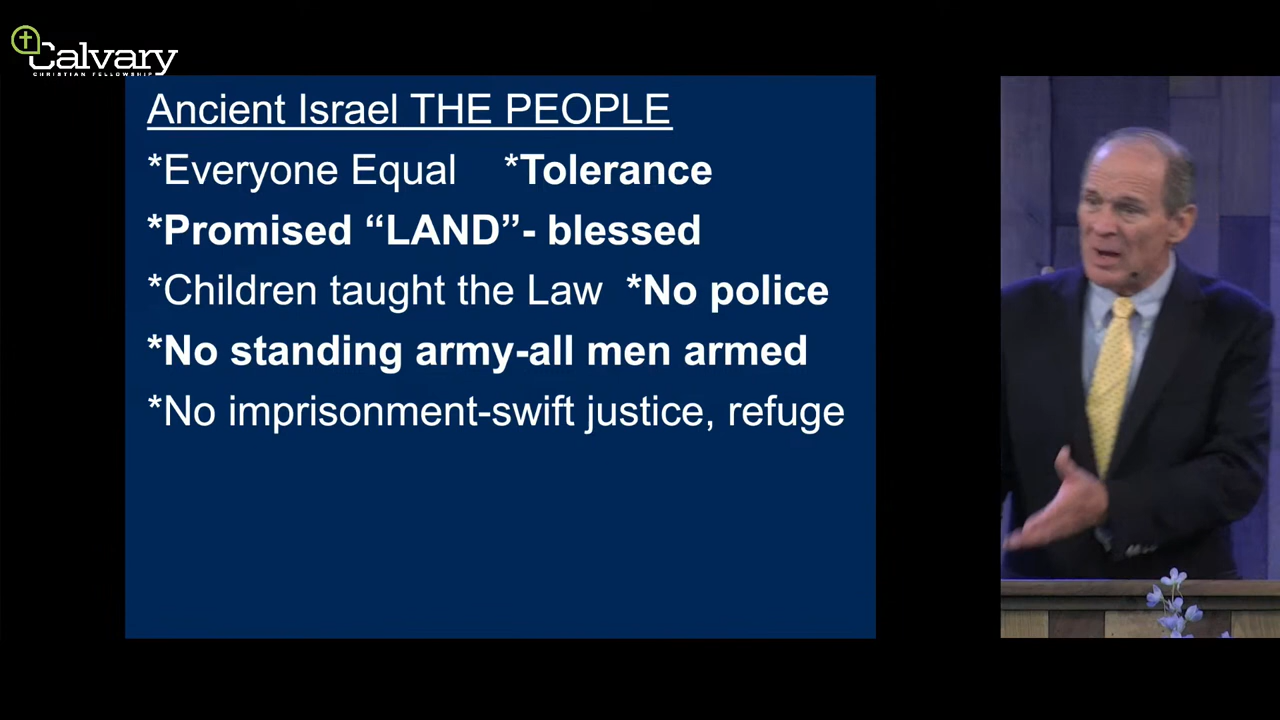 Calvary
CHRISTIAN FELLOWSHIP
Ancient Israel THE PEOPLE
*Everyone Equal *Tolerance
*Promised “LAND”- blessed
*Children taught the Law *No police
*No standing army-all men armed
*No imprisonment-swift justice, refuge